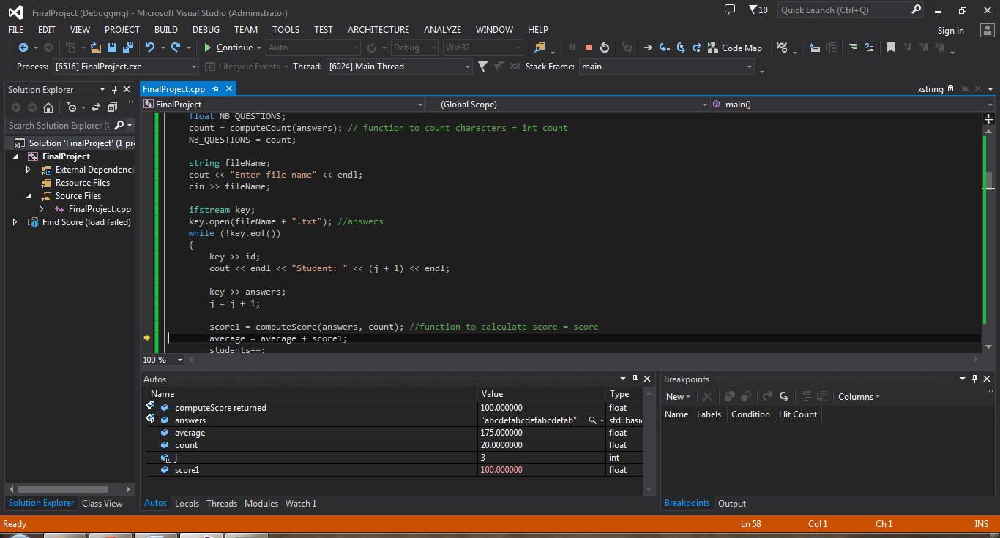 FinalProject (Debugging) - Microsoft Visual Studio (Administrator)
10
Quick Launch (Ctrl+Q)
FILE EDIT VIEW PROJECT BUILD DEBUG TEAM TOOLS TEST ARCHITECTURE ANALYZE WINDOW HELP
Sign in
Continue Auto Debug Win32 Code Map
Process: [6516] FinalProject.exe Lifecycle Events Thread: [6024] Main Thread Stack Frame: main
Solution Explorer
Search Solution Explorer (
Solution 'FinalProject' (1 pr
FinalProject
External Dependenci
Resource Files
Source Files
FinalProject.cpp
Find Score (load failed)
Solution Explorer Class View
FinalProject.cpp
xstring
FinalProject (Global Scope) main()
float NB_QUESTIONS;
count = computeCount(answers); // function to count characters = int count
NB_QUESTIONS = count;
string fileName;
cout << "Enter file name" << endl;
cin >> fileName;
ifstream key;
key.open(fileName + ".txt"); //answers
while (!key.eof())
{
key >> id;
cout << endl << "Student: " << (j + 1) << endl;
key >> answers;
j = j + 1;
score1 = computeScore(answers, count); //function to calculate score = score
average = average + score1;
students++;
100 %
Autos
Name Value Type
computeScore returned 100.000000 float
answers "abcdefabcdefabcdefab" std::basi
average 175.000000 float
count 20.0000000 float
j 3 int
score1 100.000000 float
Autos Locals Threads Modules Watch 1
Breakpoints
New Columns
Name Labels Condition Hit Count
Breakpoints Output
Ready Ln 58 Col 1 Ch 1 INS